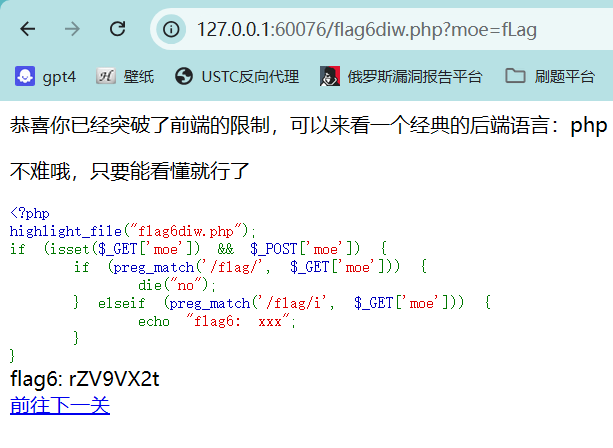 127.0.0.1:60076/flag6diw.php?moe=fLag
gpt4 壁纸 USTC反向代理 俄罗斯漏洞报告平台 刷题平台
恭喜你已经突破了前端的限制，可以来看一个经典的后端语言：php
不难哦，只要能看懂就行了
<?php
highlight_file("flag6diw.php");
if (isset($_GET['moe']) && $_POST['moe']) {
if (preg_match('/flag/', $_GET['moe'])) {
die("no");
} elseif (preg_match('/flag/i', $_GET['moe'])) {
echo "flag6: xxx";
}
}
flag6: rZV9VX2t
前往下一关